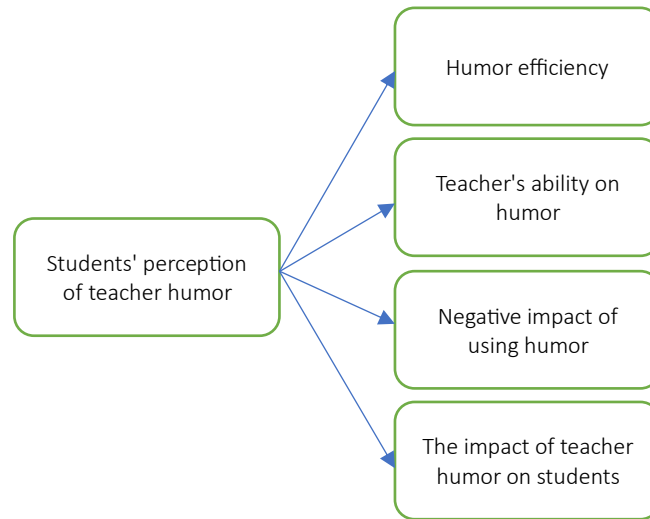 Humor efficiency
Teacher's ability on
humor
Students' perception
of teacher humor
Negative impact of
using humor
The impact of teacher
humor on students